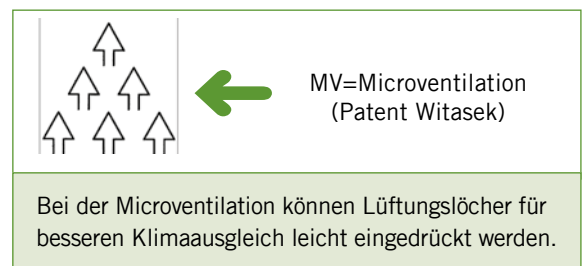 MV=Microventilation
(Patent Witasek)
Bei der Microventilation können Lüftungslöcher für
besseren Klimaausgleich leicht eingedrückt werden.